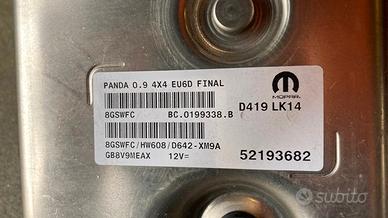 PANDA 0.9 4X4 EU6D FINAL
MOPAR
D419 LK14
8GSWFC BC.0199338.B
8GSWFC/HW608/D642-XM9A
GB8V9MEAX 12V= 52193682
subito